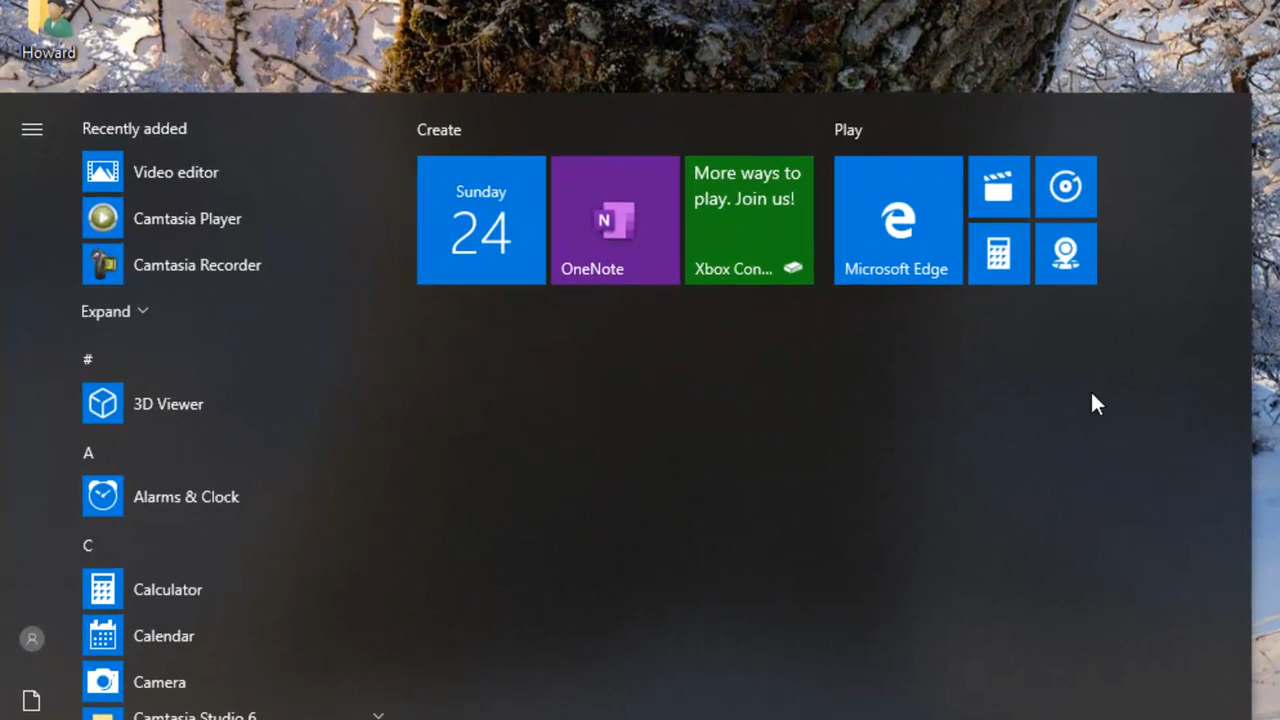 Howard
Recently added
Video editor
Camtasia Player
Camtasia Recorder
Expand
#
3D Viewer
A
Alarms & Clock
C
Calculator
Calendar
Camera
Camtasia Studio 6
Create
Sunday
24
N
OneNote
More ways to
play. Join us!
Xbox Con...
Play
Microsoft Edge